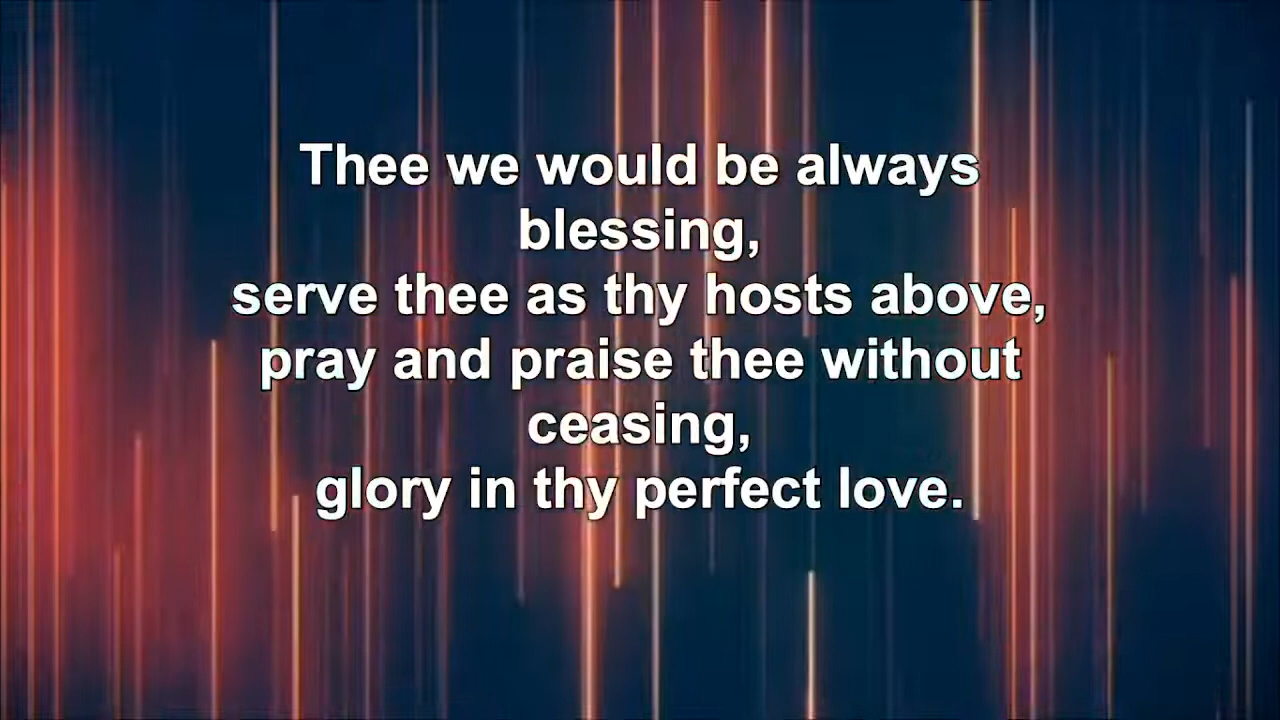 Thee we would be always
blessing,
serve thee as thy hosts above,
pray and praise thee without
ceasing,
glory in thy perfect love.